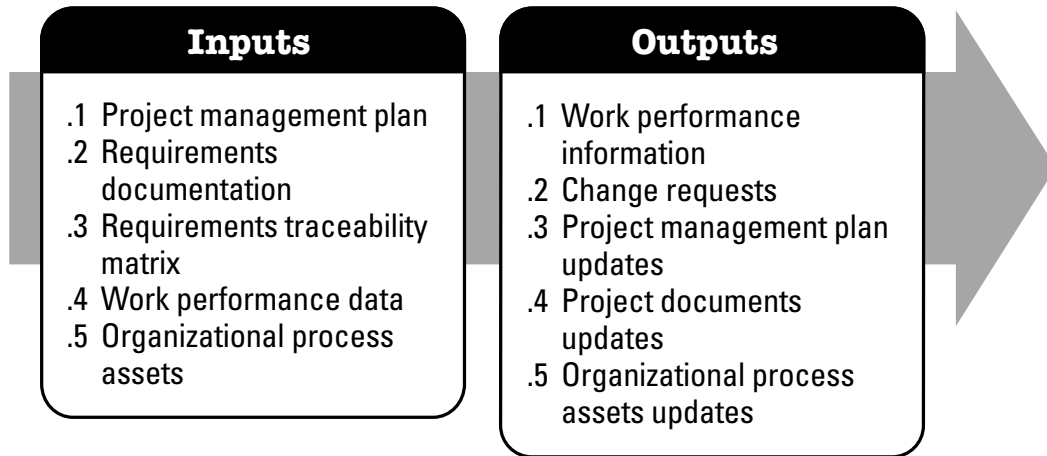 Inputs
.1 Project management plan
.2 Requirements
documentation
.3 Requirements traceability
matrix
.4 Work performance data
.5 Organizational process
assets
Outputs
.1 Work performance
information
.2 Change requests
.3 Project management plan
updates
.4 Project documents
updates
.5 Organizational process
assets updates